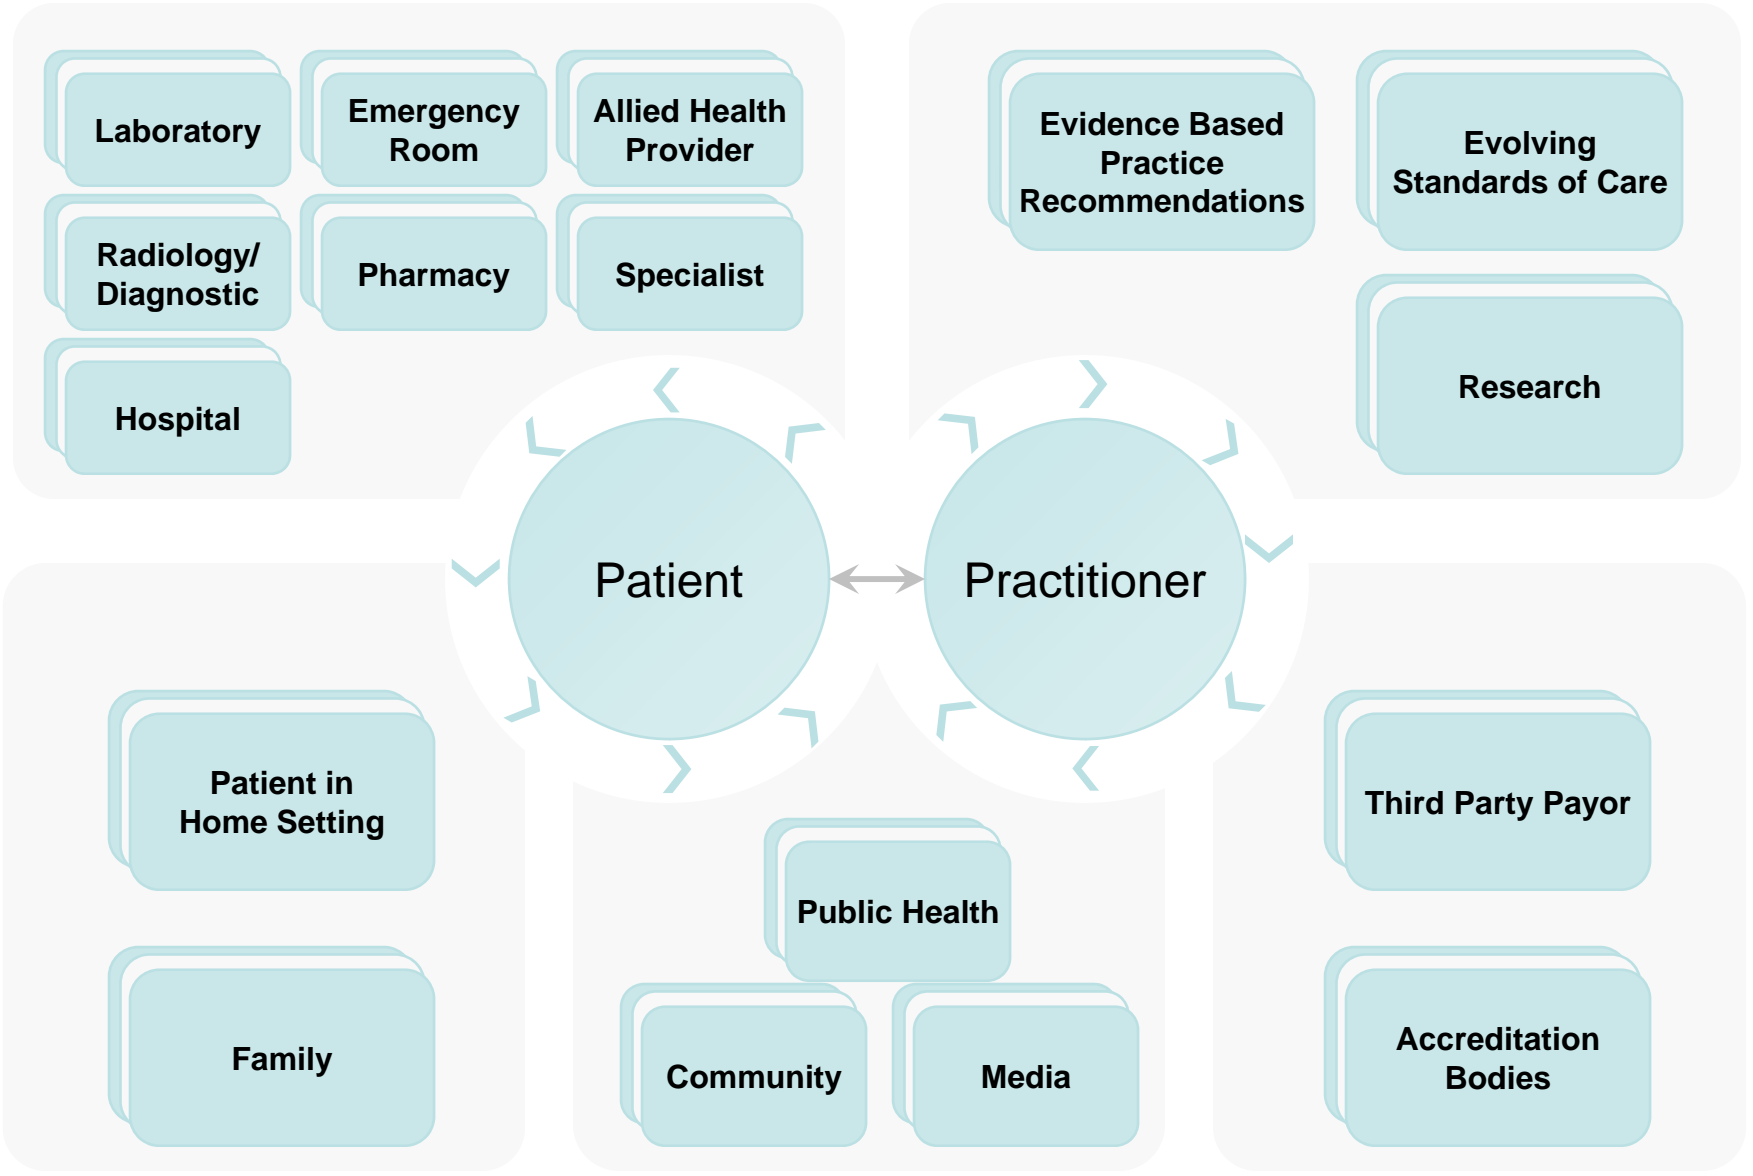 Laboratory
Emergency
Room
Allied Health
Provider
Radiology/
Diagnostic
Pharmacy
Specialist
Hospital
Evidence Based
Practice
Recommendations
Evolving
Standards of Care
Research
Patient
Practitioner
Patient in
Home Setting
Family
Public Health
Community
Media
Third Party Payor
Accreditation
Bodies